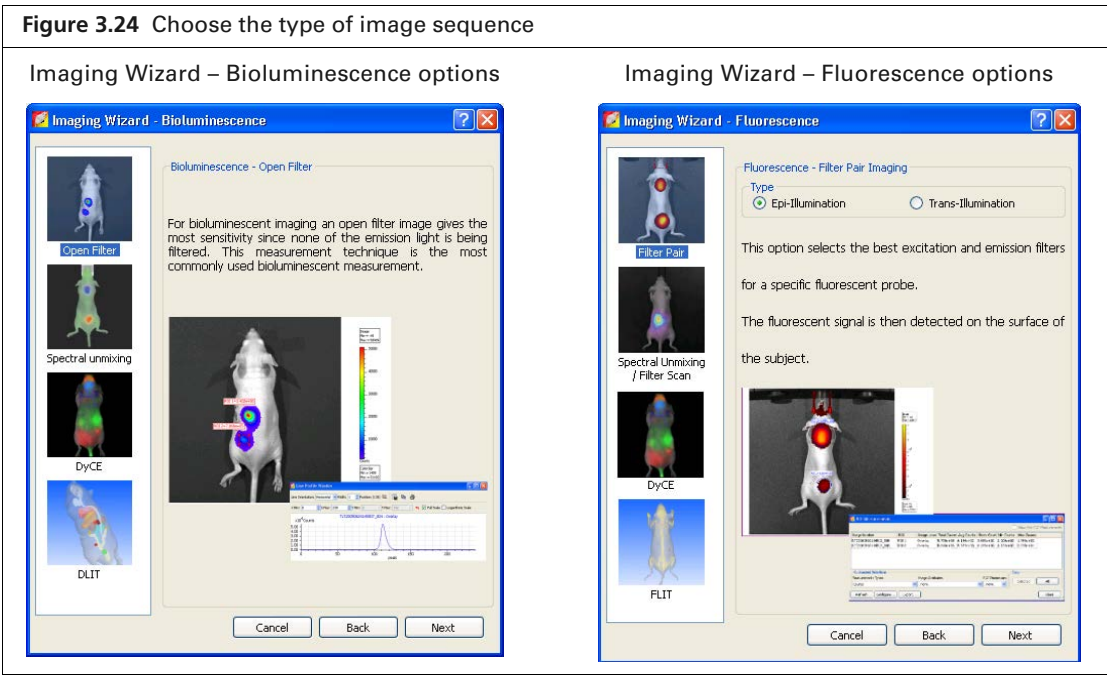 Figure 3.24 Choose the type of image sequence
Imaging Wizard – Bioluminescence options
Imaging Wizard – Fluorescence options
Imaging Wizard - Bioluminescence
Open Filter
Spectral unmixing
DyCE
DLIT
Bioluminescence - Open Filter
For bioluminescent imaging an open filter image gives the
most sensitivity since none of the emission light is being
filtered. This measurement technique is the most
commonly used bioluminescent measurement.
Cancel Back Next
Imaging Wizard - Fluorescence
Filter Pair
Spectral Unmixing
/ Filter Scan
DyCE
FLIT
Fluorescence - Filter Pair Imaging
Type
Epi-Illumination Trans-Illumination
This option selects the best excitation and emission filters
for a specific fluorescent probe.
The fluorescent signal is then detected on the surface of
the subject.
Cancel Back Next